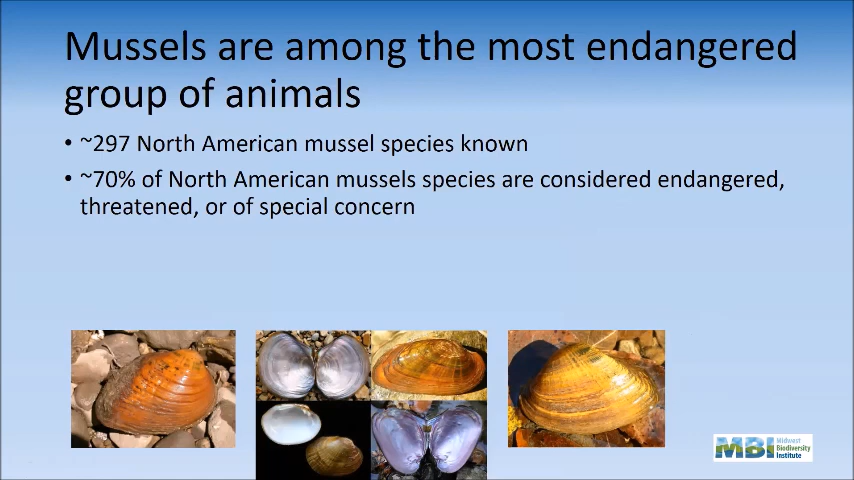 Mussels are among the most endangered
group of animals
• ~297 North American mussel species known
• ~70% of North American mussels species are considered endangered,
threatened, or of special concern
MBI Midwest
Biodiversity
Institute